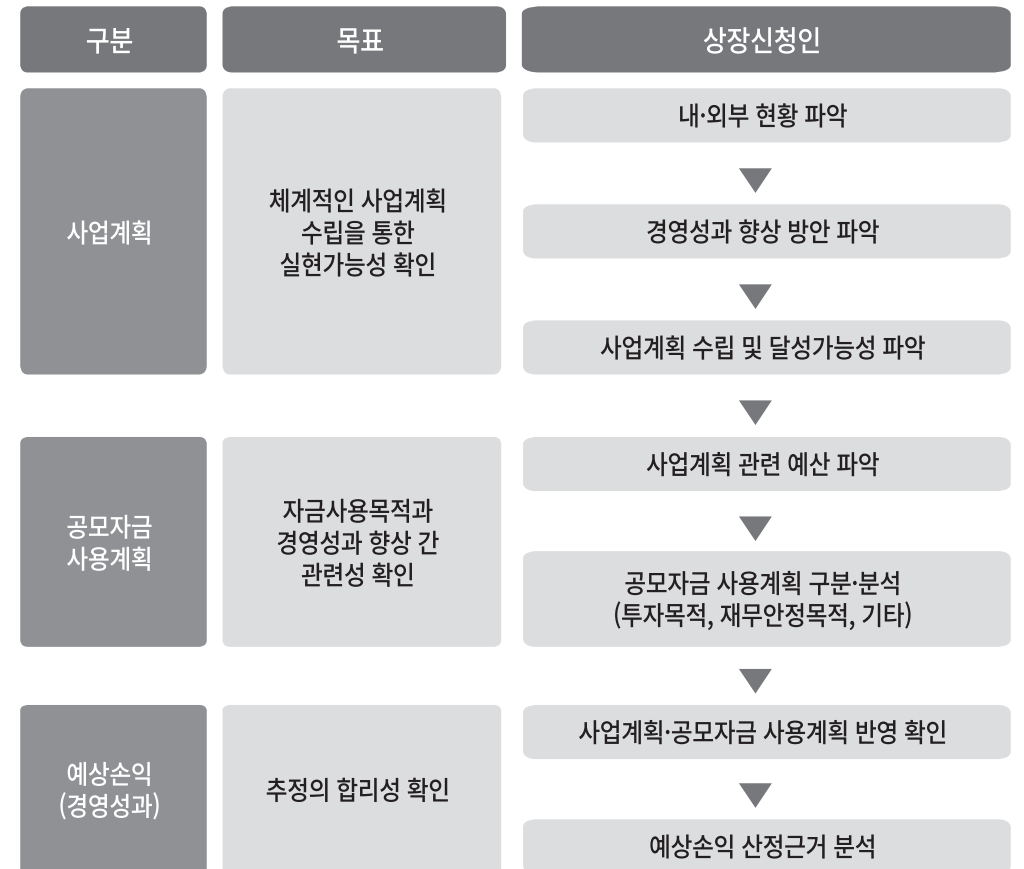 구분
목표
상장신청인
사업계획
체계적인 사업계획
수립을 통한
실현가능성 확인
내·외부 현황 파악
경영성과 향상 방안 파악
사업계획 수립 및 달성가능성 파악
공모자금
사용계획
자금사용목적과
경영성과 향상 간
관련성 확인
사업계획 관련 예산 파악
공모자금 사용계획 구분·분석
(투자목적, 재무안정목적, 기타)
예상손익
(경영성과)
추정의 합리성 확인
사업계획·공모자금 사용계획 반영 확인
예상손익 산정근거 분석